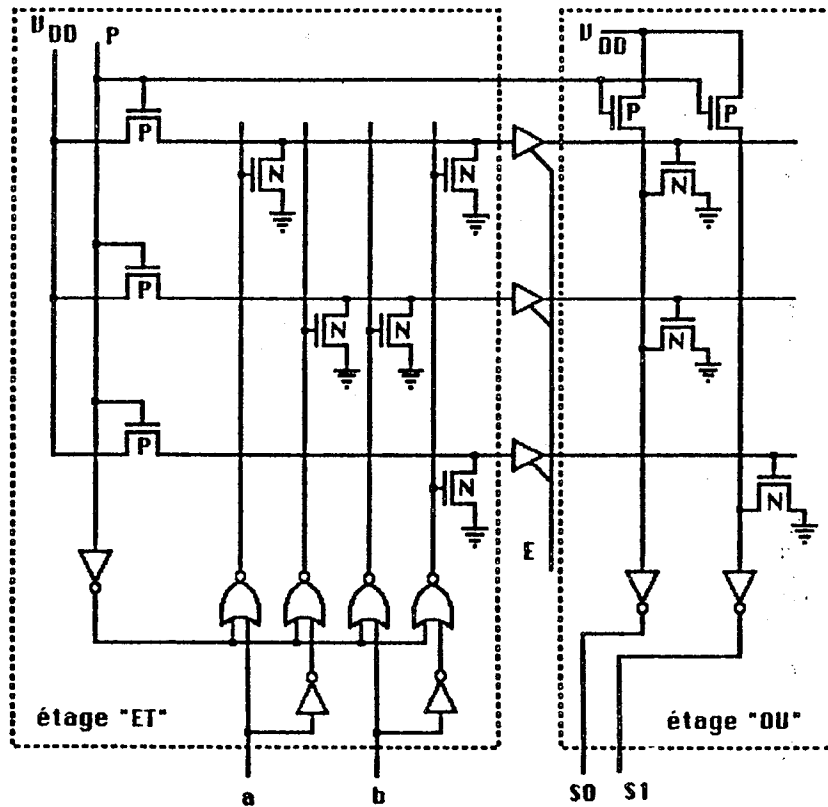 VDD P
VDD
P
P P
N N
N
P
N N
N
P
N
N
E
étage "ET"
étage "OU"
a b
S0 S1